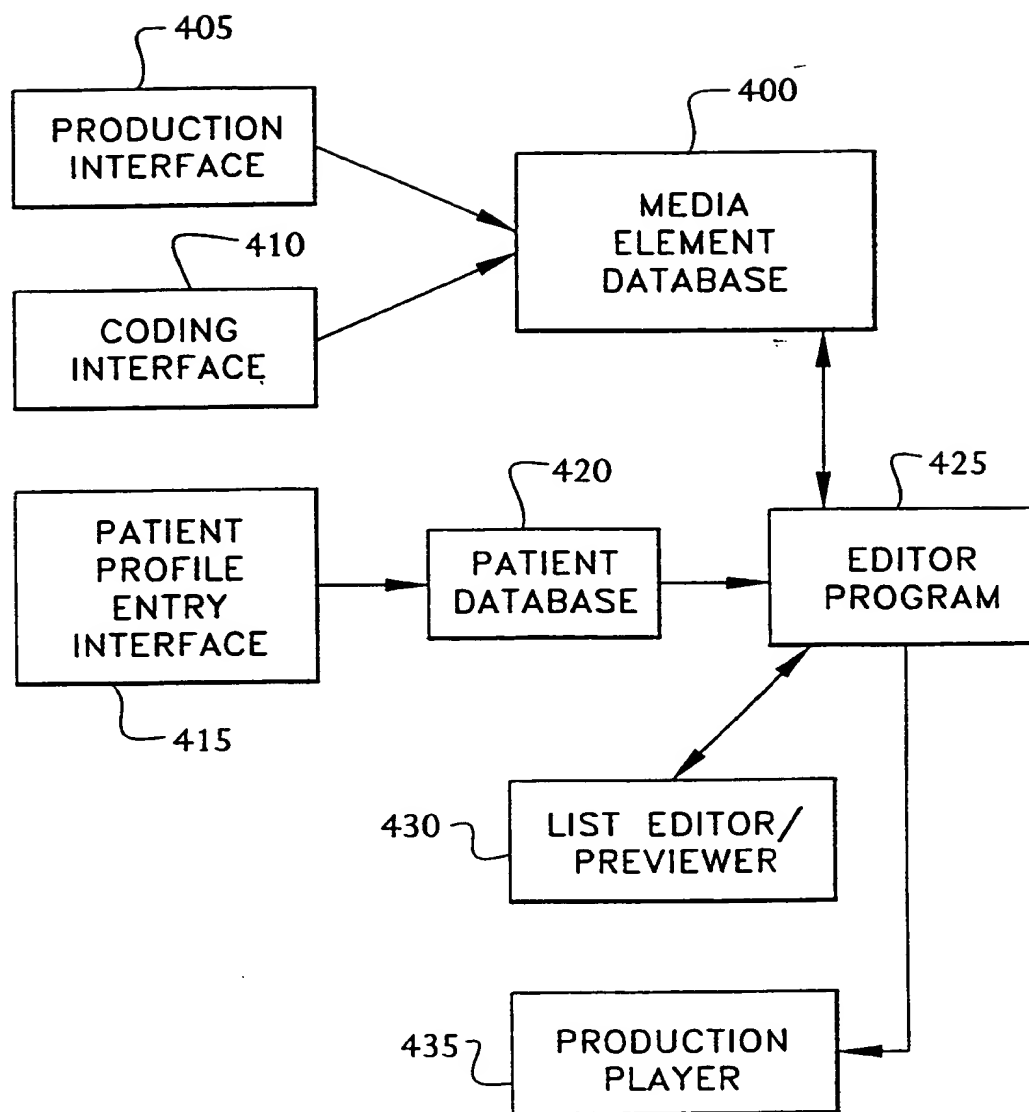 405
PRODUCTION
INTERFACE
400
MEDIA
ELEMENT
DATABASE
410
CODING
INTERFACE
PATIENT
PROFILE
ENTRY
INTERFACE
415
420
PATIENT
DATABASE
425
EDITOR
PROGRAM
430
LIST EDITOR/
PREVIEWER
435
PRODUCTION
PLAYER